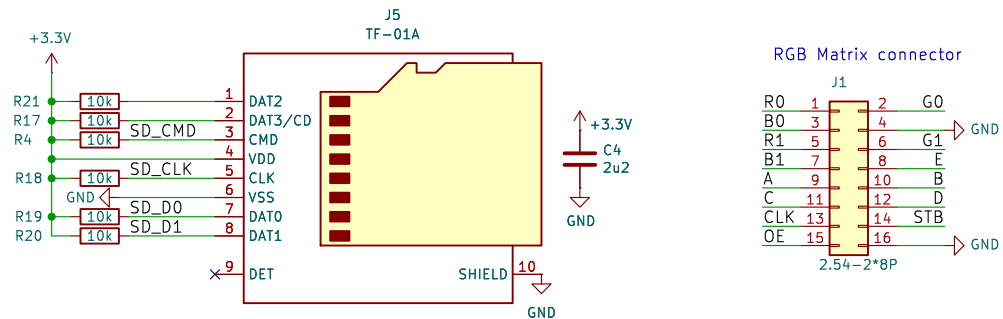 J5
TF-01A
+3.3V
R21 10k 1 DAT2
R17 10k 2 DAT3/CD
R4 10k SD_CMD 3 CMD
4 VDD
R18 10k SD_CLK 5 CLK
GND 6 VSS
R19 10k SD_D0 7 DAT0
R20 10k SD_D1 8 DAT1
9 DET
SHIELD 10
GND
+3.3V
C4
2u2
GND
RGB Matrix connector
J1
R0 1 2 G0
B0 3 4 GND
R1 5 6 G1
B1 7 8 E
A 9 10 B
C 11 12 D
CLK 13 14 STB
OE 15 16 GND
2.54-2*8P